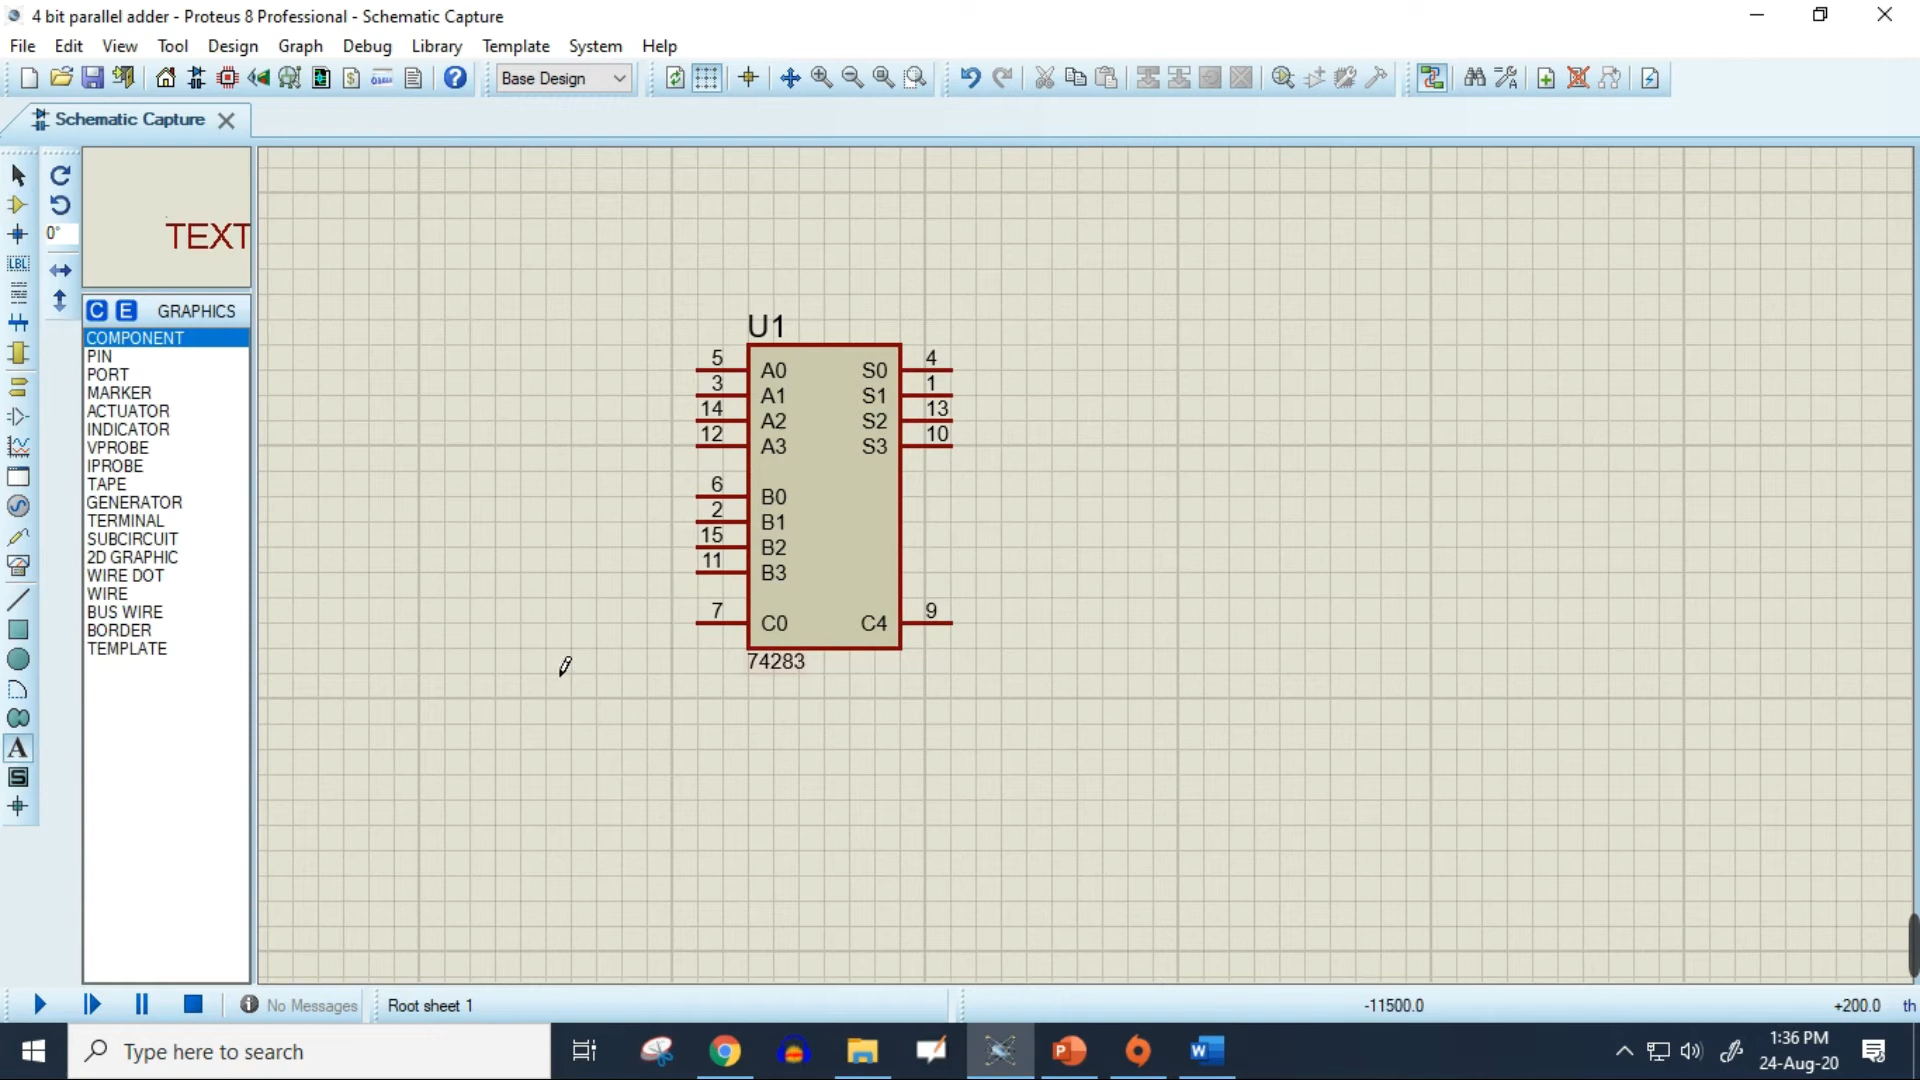 4 bit parallel adder - Proteus 8 Professional - Schematic Capture
File Edit View Tool Design Graph Debug Library Template System Help
Base Design
Schematic Capture
0°
LBL
TEXT
C E GRAPHICS
COMPONENT
PIN
PORT
MARKER
ACTUATOR
INDICATOR
VPROBE
IPROBE
TAPE
GENERATOR
TERMINAL
SUBCIRCUIT
2D GRAPHIC
WIRE DOT
WIRE
BUS WIRE
BORDER
TEMPLATE
A
S
U1
5 A0 S0 4
3 A1 S1 1
14 A2 S2 13
12 A3 S3 10
6 B0
2 B1
15 B2
11 B3
7 C0 C4 9
74283
No Messages Root sheet 1 -11500.0 +200.0 th
Type here to search
1:36 PM
24-Aug-20